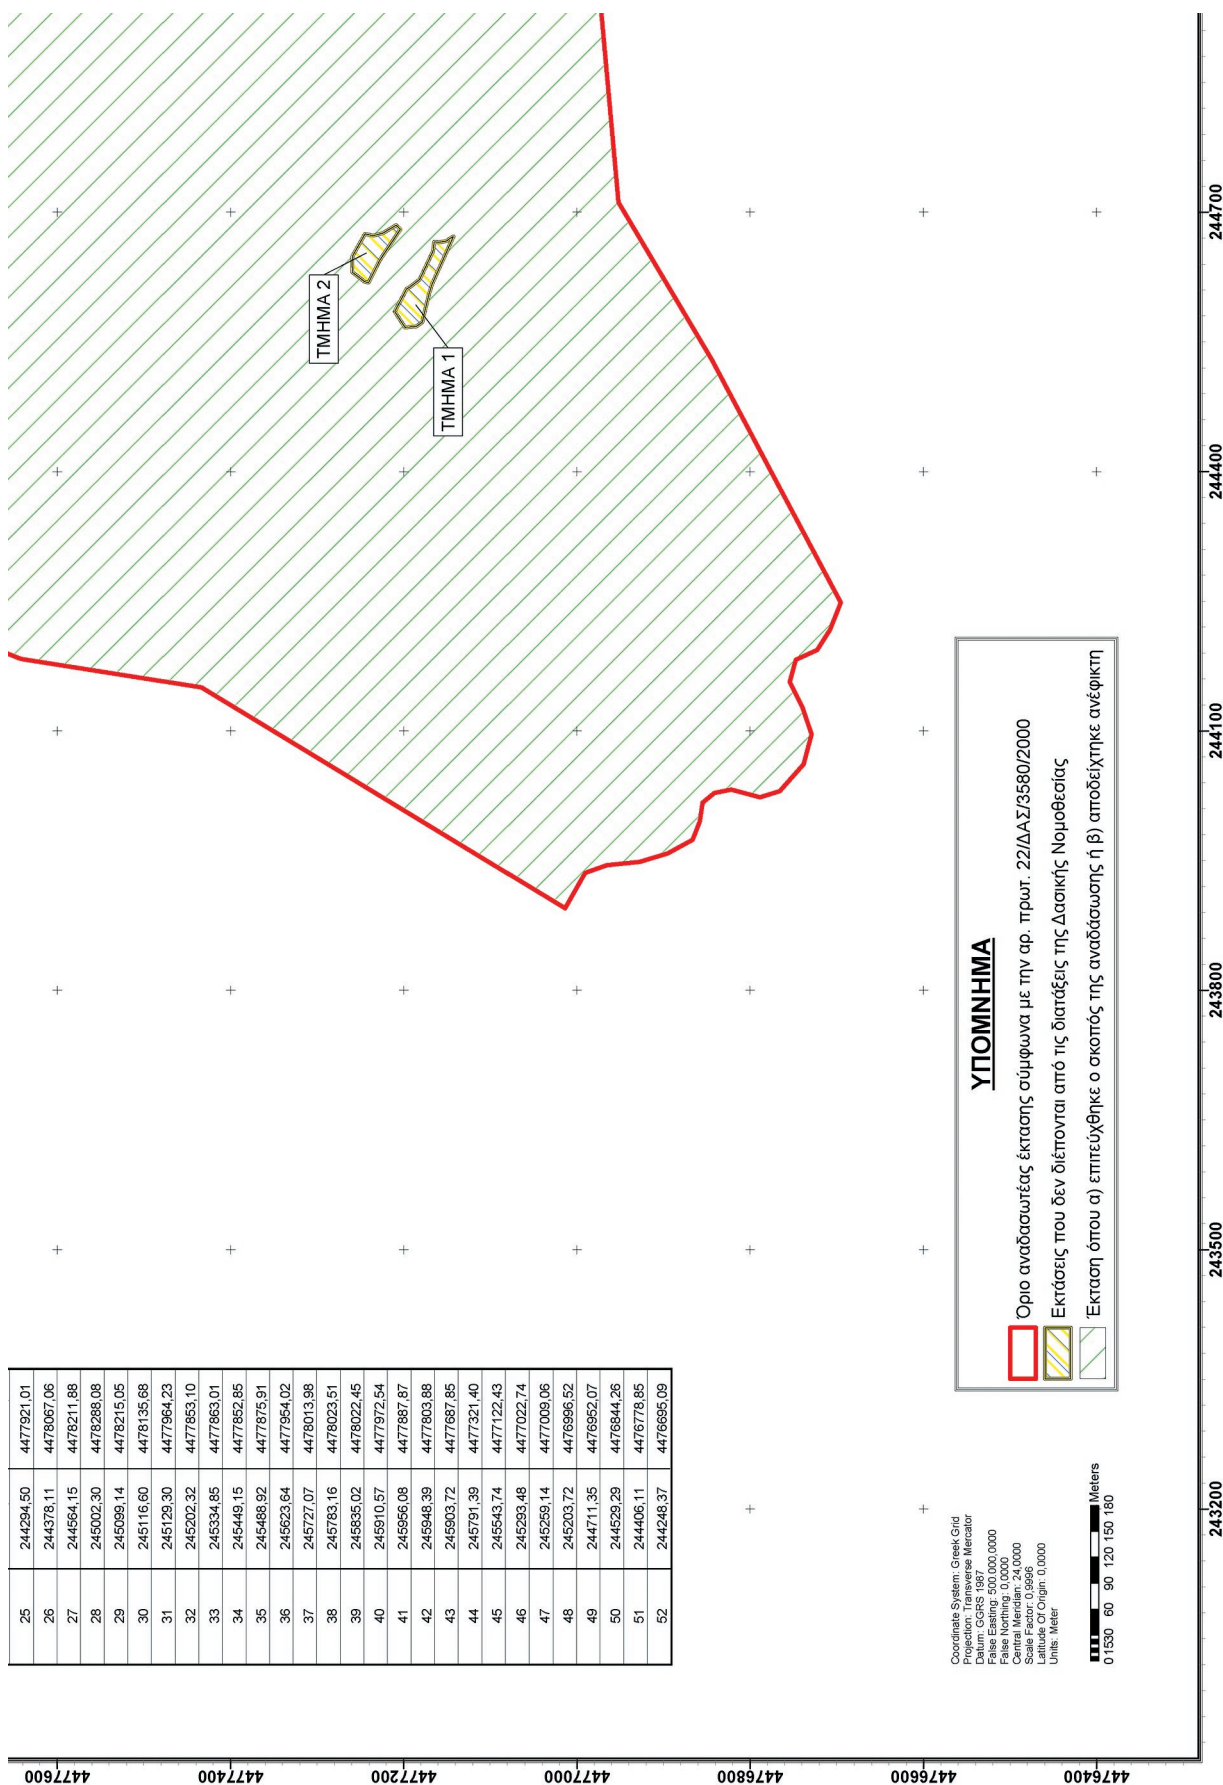 25 244294,50 4477921,01
26 244378,11 4478067,06
27 244564,15 4478211,88
28 245002,30 4478288,08
29 245099,14 4478215,05
30 245116,60 4478135,68
31 245129,30 4477964,23
32 245202,32 4477853,10
33 245334,85 4477863,01
34 245449,15 4477852,85
35 245488,92 4477875,91
36 245623,64 4477954,02
37 245727,07 4478013,98
38 245783,16 4478023,51
39 245835,02 4478022,45
40 245910,57 4477972,54
41 245956,08 4477887,87
42 245948,39 4477803,88
43 245903,72 4477687,85
44 245791,39 4477321,40
45 245543,74 4477122,43
46 245293,48 4477022,74
47 245259,14 4477009,06
48 245203,72 4476996,52
49 244711,35 4476952,07
50 244529,29 4476844,26
51 244406,11 4476778,85
52 244248,37 4476695,09
ΤΜΗΜΑ 2
ΤΜΗΜΑ 1
Coordinate System: Greek Grid
Projection: Transverse Mercator
Datum: GGRS 1987
False Easting: 500.000,0000
False Northing: 0,0000
Central Meridian: 24,0000
Scale Factor: 0,9996
Latitude Of Origin: 0,0000
Units: Meter
0 15 30 60 90 120 150 180 Meters
ΥΠΟΜΝΗΜΑ
Όριο αναδασωτέας έκτασης σύμφωνα με την αρ. πρωτ. 22/ΔΑΣ/3580/2000
Εκτάσεις που δεν διέπονται από τις διατάξεις της Δασικής Νομοθεσίας
Έκταση όπου α) επιτεύχθηκε ο σκοπός της αναδάσωσης ή β) αποδείχτηκε ανέφικτη
4477600
4477400
4477200
4477000
4476800
4476600
4476400
243200 243500 243800 244100 244400 244700